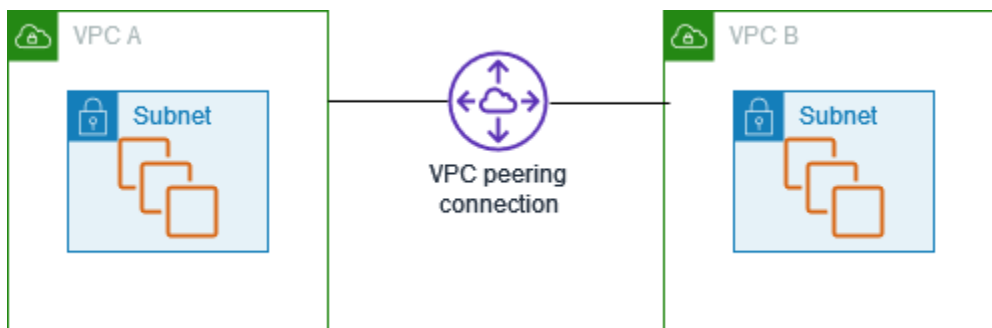 VPC A
VPC B
Subnet
Subnet
VPC peering
connection